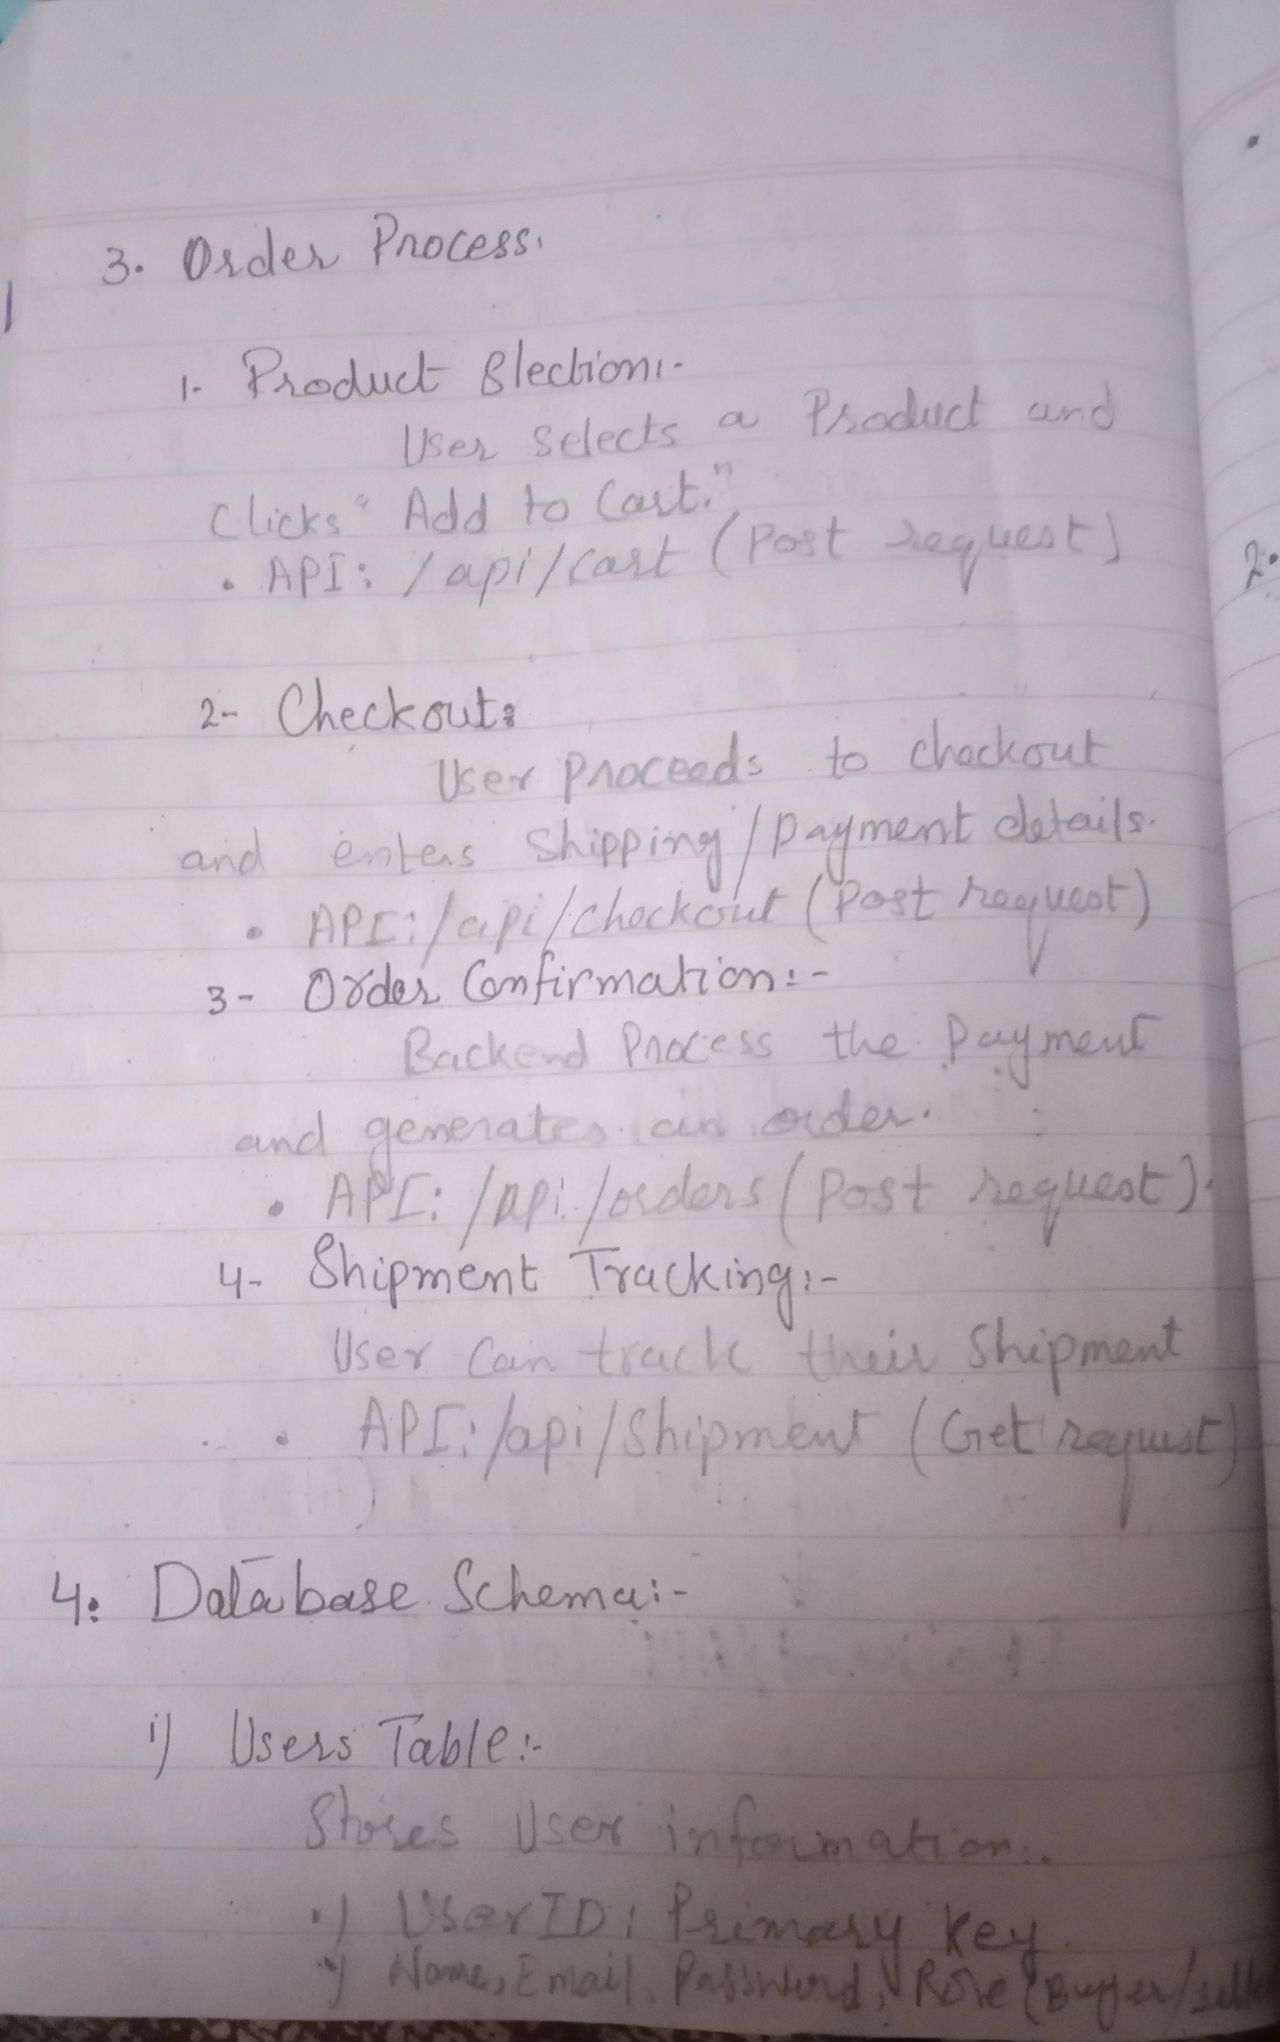 3. Order Process.
1- Product Slection:-
User Selects a Product and
Clicks "Add to Cart."
• API: /api/cart (Post request)
2- Checkout:
User proceeds to checkout
and enters Shipping/payment details.
• API:/api/checkout (Post request)
3- Order Confirmation:-
Backend Process the Payment
and generates an order.
• API: /api/orders (Post request).
4- Shipment Tracking:-
User Can track their Shipment
• API:/api/Shipment (Get request)
4. Database Schema:-
i) Users Table:-
Stores User information..
•) UserID: Primary Key
•) Name, Email, Password, Role (Buyer/
2.